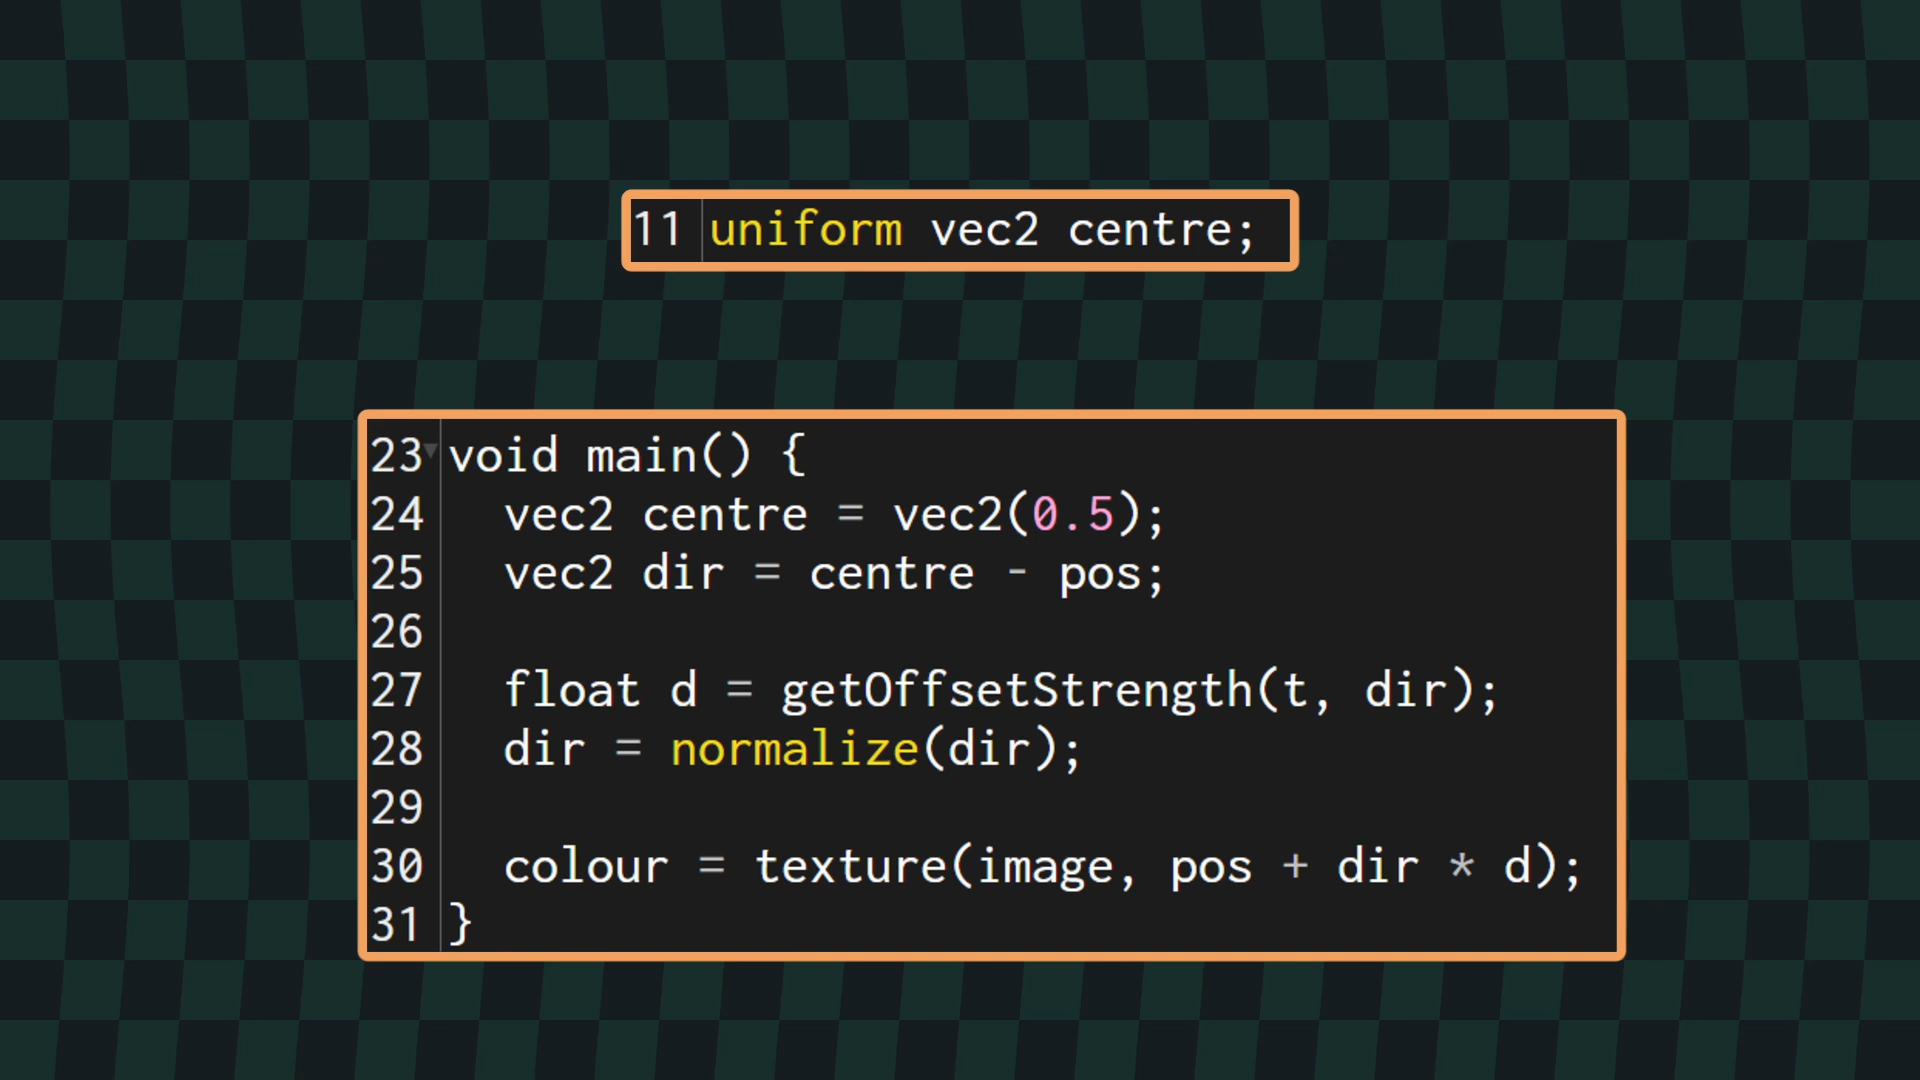 11 uniform vec2 centre;
23 void main() {
24   vec2 centre = vec2(0.5);
25   vec2 dir = centre - pos;
26
27   float d = getOffsetStrength(t, dir);
28   dir = normalize(dir);
29
30   colour = texture(image, pos + dir * d);
31 }